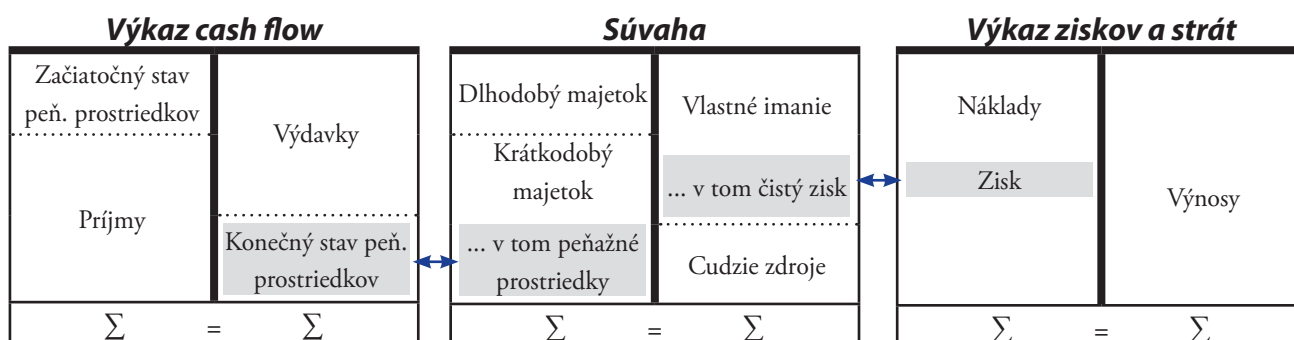 Výkaz cash flow
Začiatočný stav
peň. prostriedkov
Príjmy
Výdavky
Konečný stav peň.
prostriedkov
∑ = ∑
Súvaha
Dlhodobý majetok
Krátkodobý
majetok
... v tom peňažné
prostriedky
Vlastné imanie
... v tom čistý zisk
Cudzie zdroje
∑ = ∑
Výkaz ziskov a strát
Náklady
Zisk
Výnosy
∑ = ∑